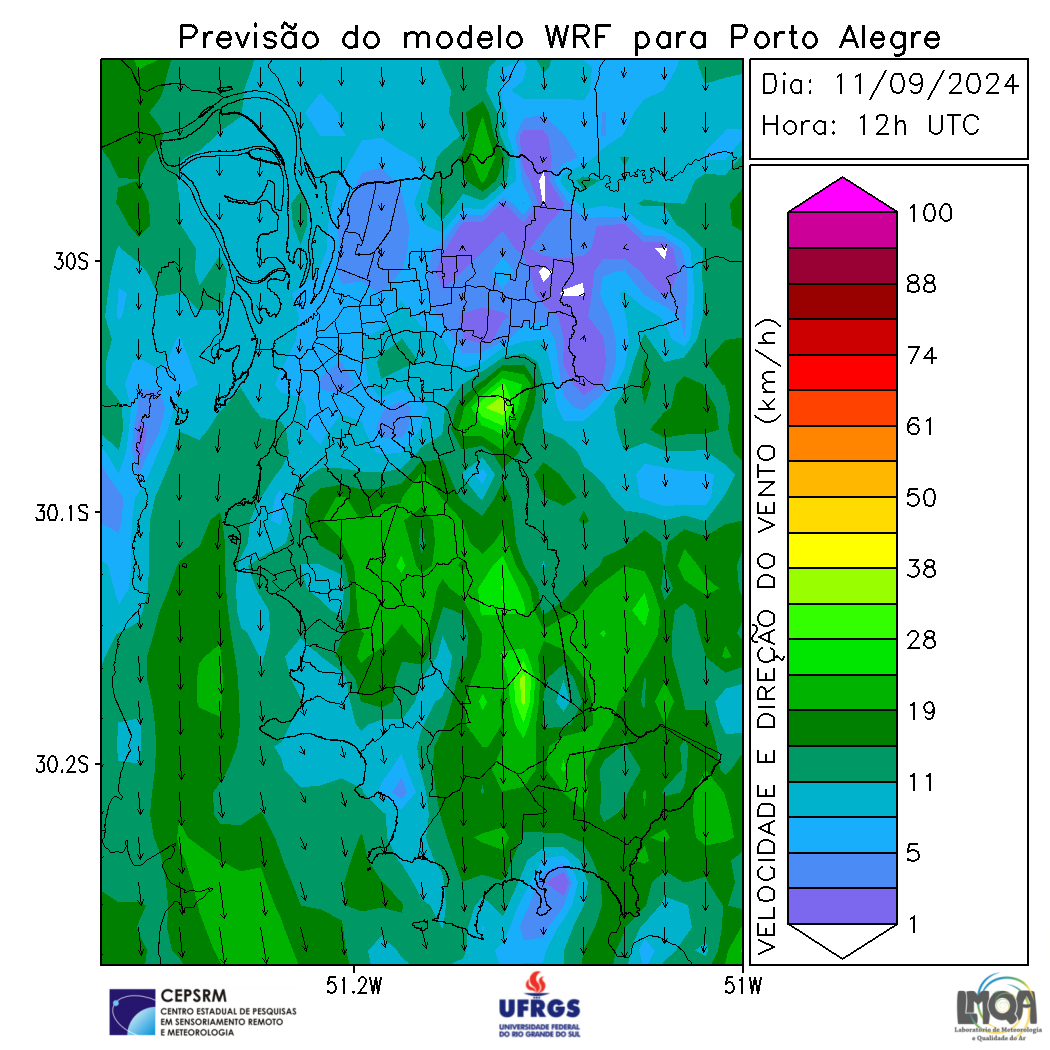 Previsão do modelo WRF para Porto Alegre
Dia: 11/09/2024
Hora: 12h UTC
30S
30.1S
30.2S
51.2W
51W
VELOCIDADE E DIREÇÃO DO VENTO (km/h)
100
88
74
61
50
38
28
19
11
5
1
CEPSRM
CENTRO ESTADUAL DE PESQUISAS
EM SENSORIAMENTO REMOTO
E METEOROLOGIA
UFRGS
UNIVERSIDADE FEDERAL
DO RIO GRANDE DO SUL
LMQA
Laboratório de Meteorologia
e Qualidade do Ar